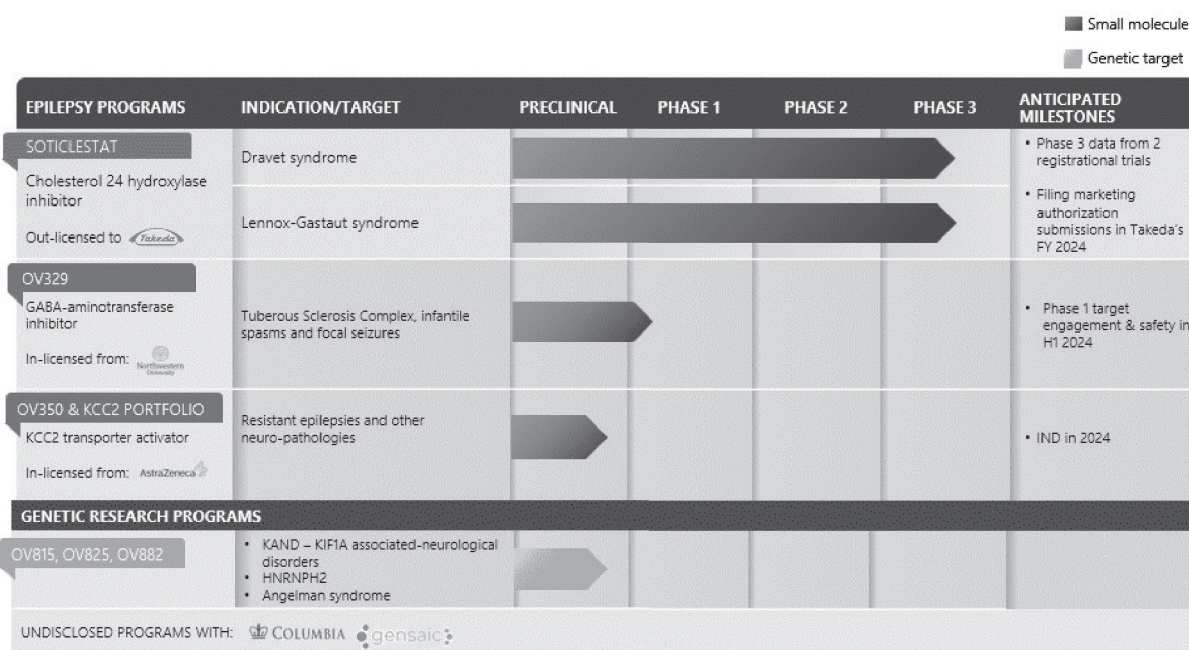 Small molecule
Genetic target
EPILEPSY PROGRAMS
INDICATION/TARGET
PRECLINICAL
PHASE 1
PHASE 2
PHASE 3
ANTICIPATED
MILESTONES
SOTICLESTAT
Cholesterol 24 hydroxylase
inhibitor
Out-licensed to Takeda
Dravet syndrome
Lennox-Gastaut syndrome
• Phase 3 data from 2
registrational trials
• Filing marketing
authorization
submissions in Takeda's
FY 2024
OV329
GABA-aminotransferase
inhibitor
In-licensed from: Northwestern
University
Tuberous Sclerosis Complex, infantile
spasms and focal seizures
• Phase 1 target
engagement & safety in
H1 2024
OV350 & KCC2 PORTFOLIO
KCC2 transporter activator
In-licensed from: AstraZeneca
Resistant epilepsies and other
neuro-pathologies
• IND in 2024
GENETIC RESEARCH PROGRAMS
OV815, OV825, OV882
• KAND – KIF1A associated-neurological
disorders
• HNRNPH2
• Angelman syndrome
UNDISCLOSED PROGRAMS WITH: COLUMBIA gensaic